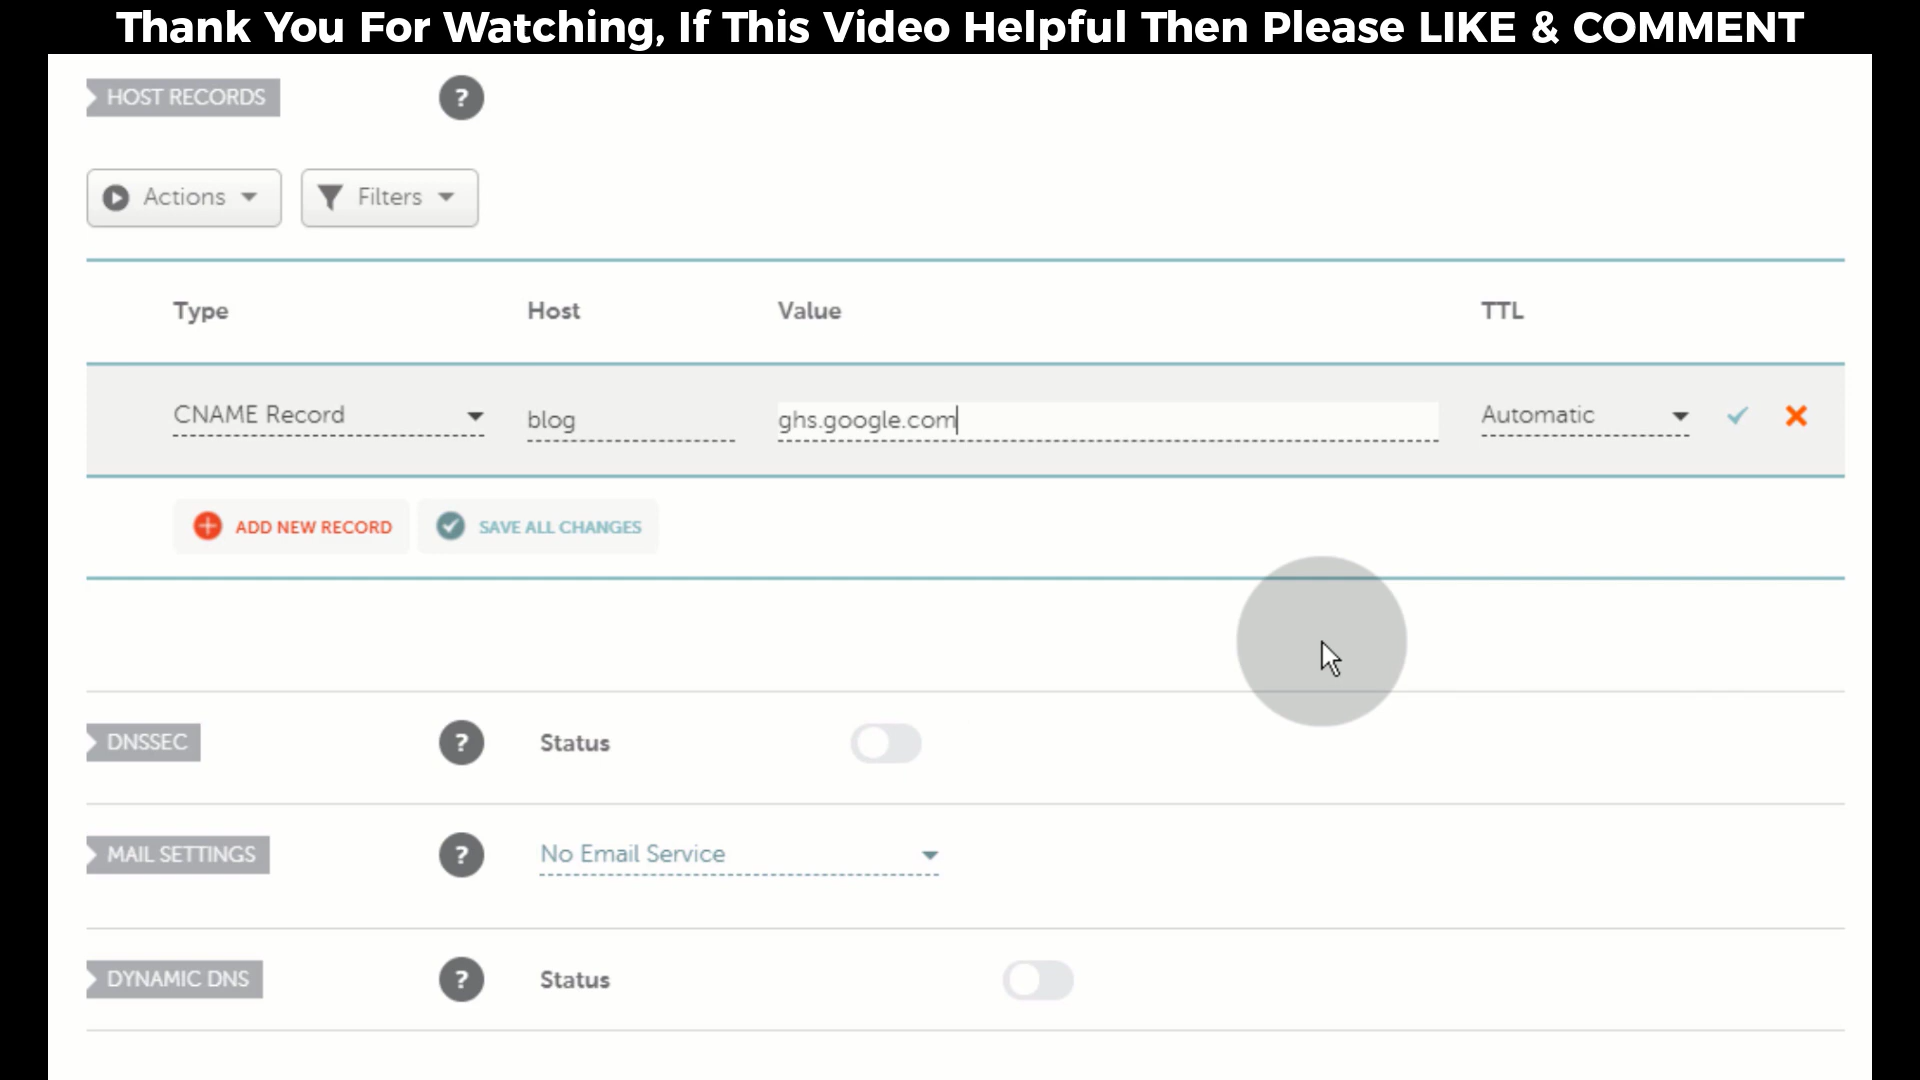 Thank You For Watching, If This Video Helpful Then Please LIKE & COMMENT
HOST RECORDS ?
Actions Filters
Type Host Value TTL
CNAME Record blog ghs.google.com Automatic
ADD NEW RECORD SAVE ALL CHANGES
DNSSEC ? Status
MAIL SETTINGS ? No Email Service
DYNAMIC DNS ? Status